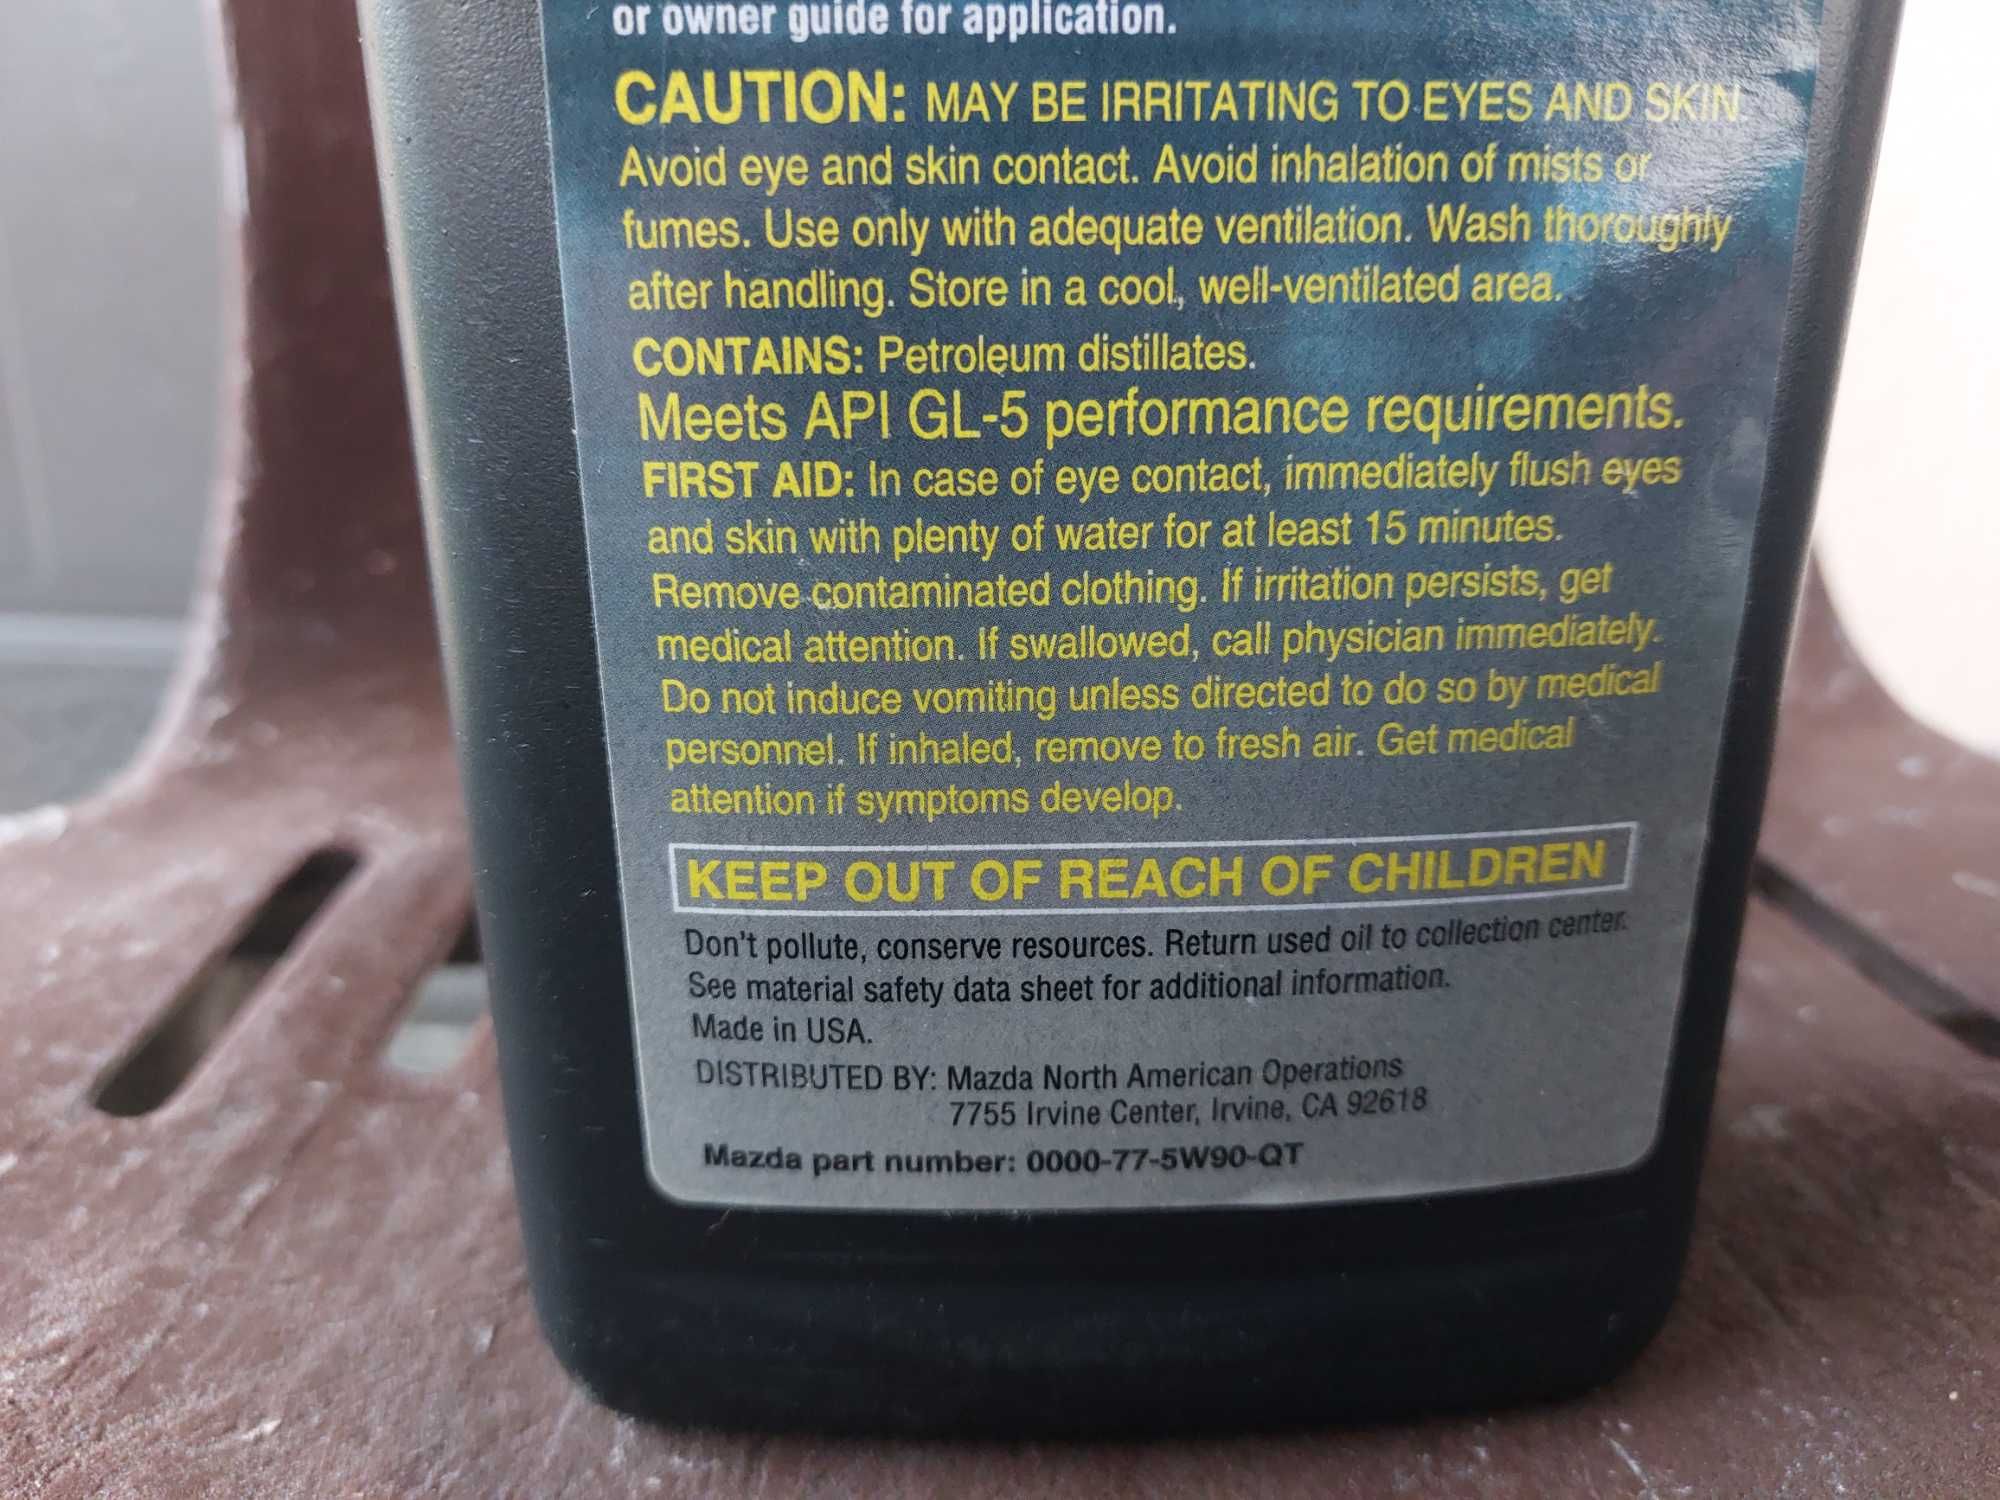 or owner guide for application.
CAUTION: MAY BE IRRITATING TO EYES AND SKIN.
Avoid eye and skin contact. Avoid inhalation of mists or
fumes. Use only with adequate ventilation. Wash thoroughly
after handling. Store in a cool, well-ventilated area.
CONTAINS: Petroleum distillates.
Meets API GL-5 performance requirements.
FIRST AID: In case of eye contact, immediately flush eyes
and skin with plenty of water for at least 15 minutes.
Remove contaminated clothing. If irritation persists, get
medical attention. If swallowed, call physician immediately.
Do not induce vomiting unless directed to do so by medical
personnel. If inhaled, remove to fresh air. Get medical
attention if symptoms develop.
KEEP OUT OF REACH OF CHILDREN
Don't pollute, conserve resources. Return used oil to collection center.
See material safety data sheet for additional information.
Made in USA.
DISTRIBUTED BY: Mazda North American Operations
7755 Irvine Center, Irvine, CA 92618
Mazda part number: 0000-77-5W90-QT